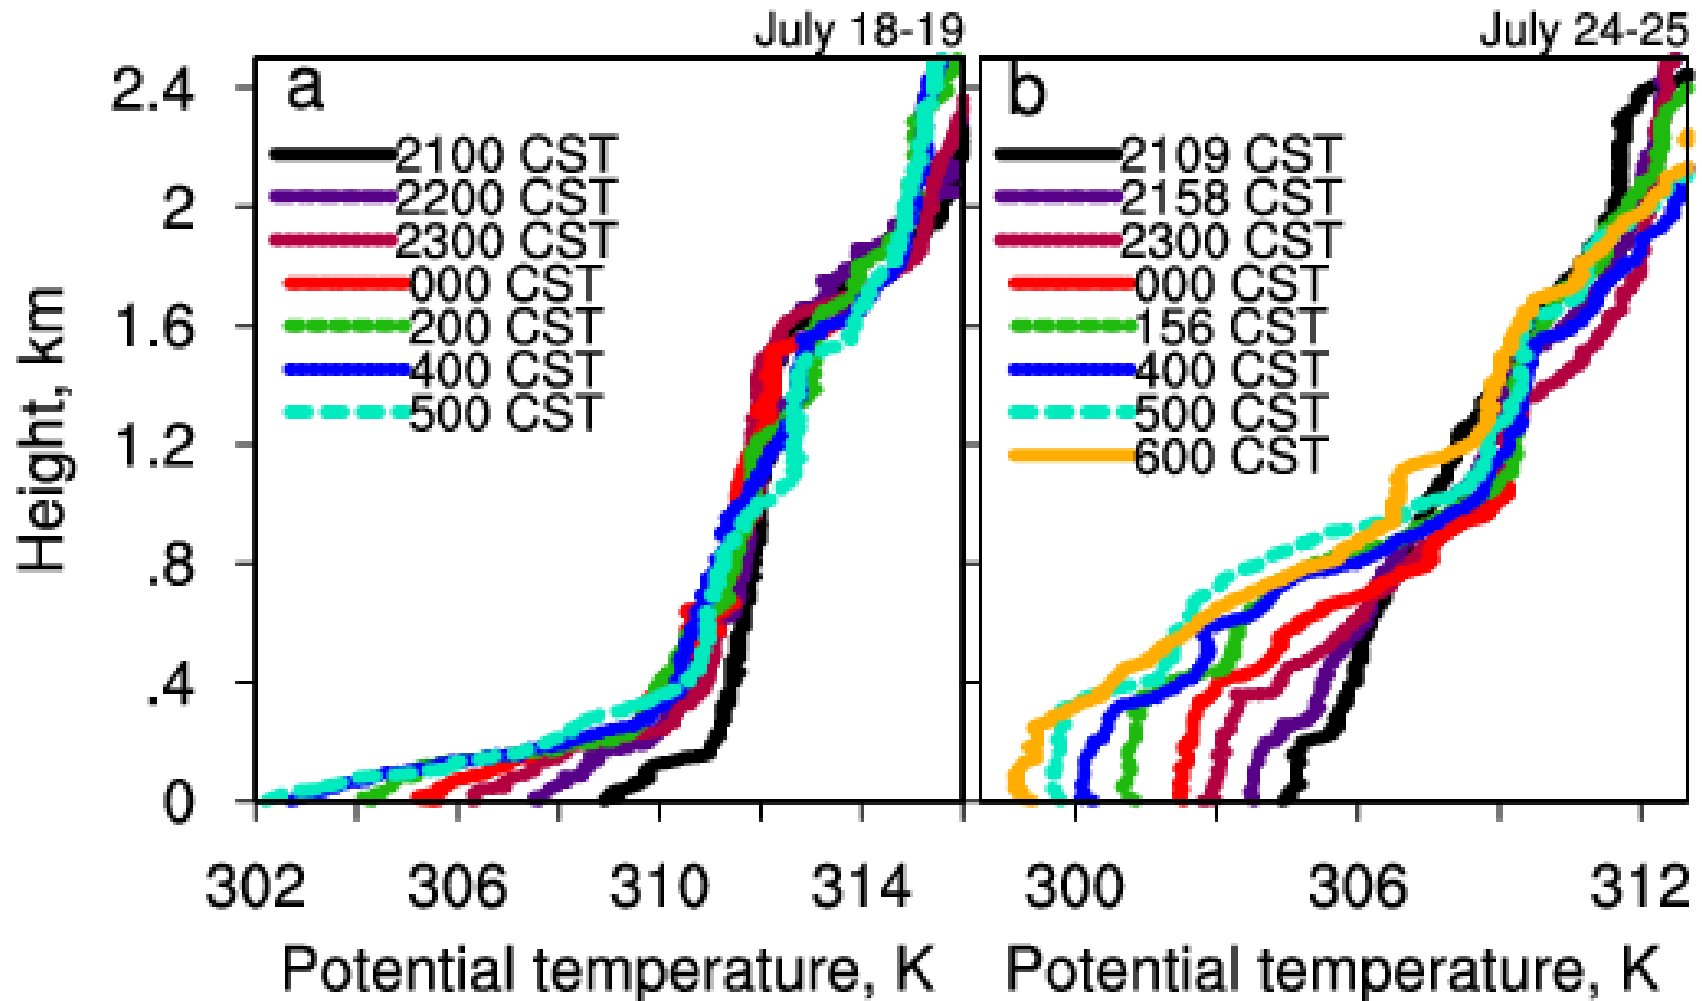 July 18-19
July 24-25
a
2100 CST
2200 CST
2300 CST
000 CST
200 CST
400 CST
500 CST
b
2109 CST
2158 CST
2300 CST
000 CST
156 CST
400 CST
500 CST
600 CST
Height, km
2.4
2
1.6
1.2
.8
.4
0
302 306 310 314
300 306 312
Potential temperature, K
Potential temperature, K